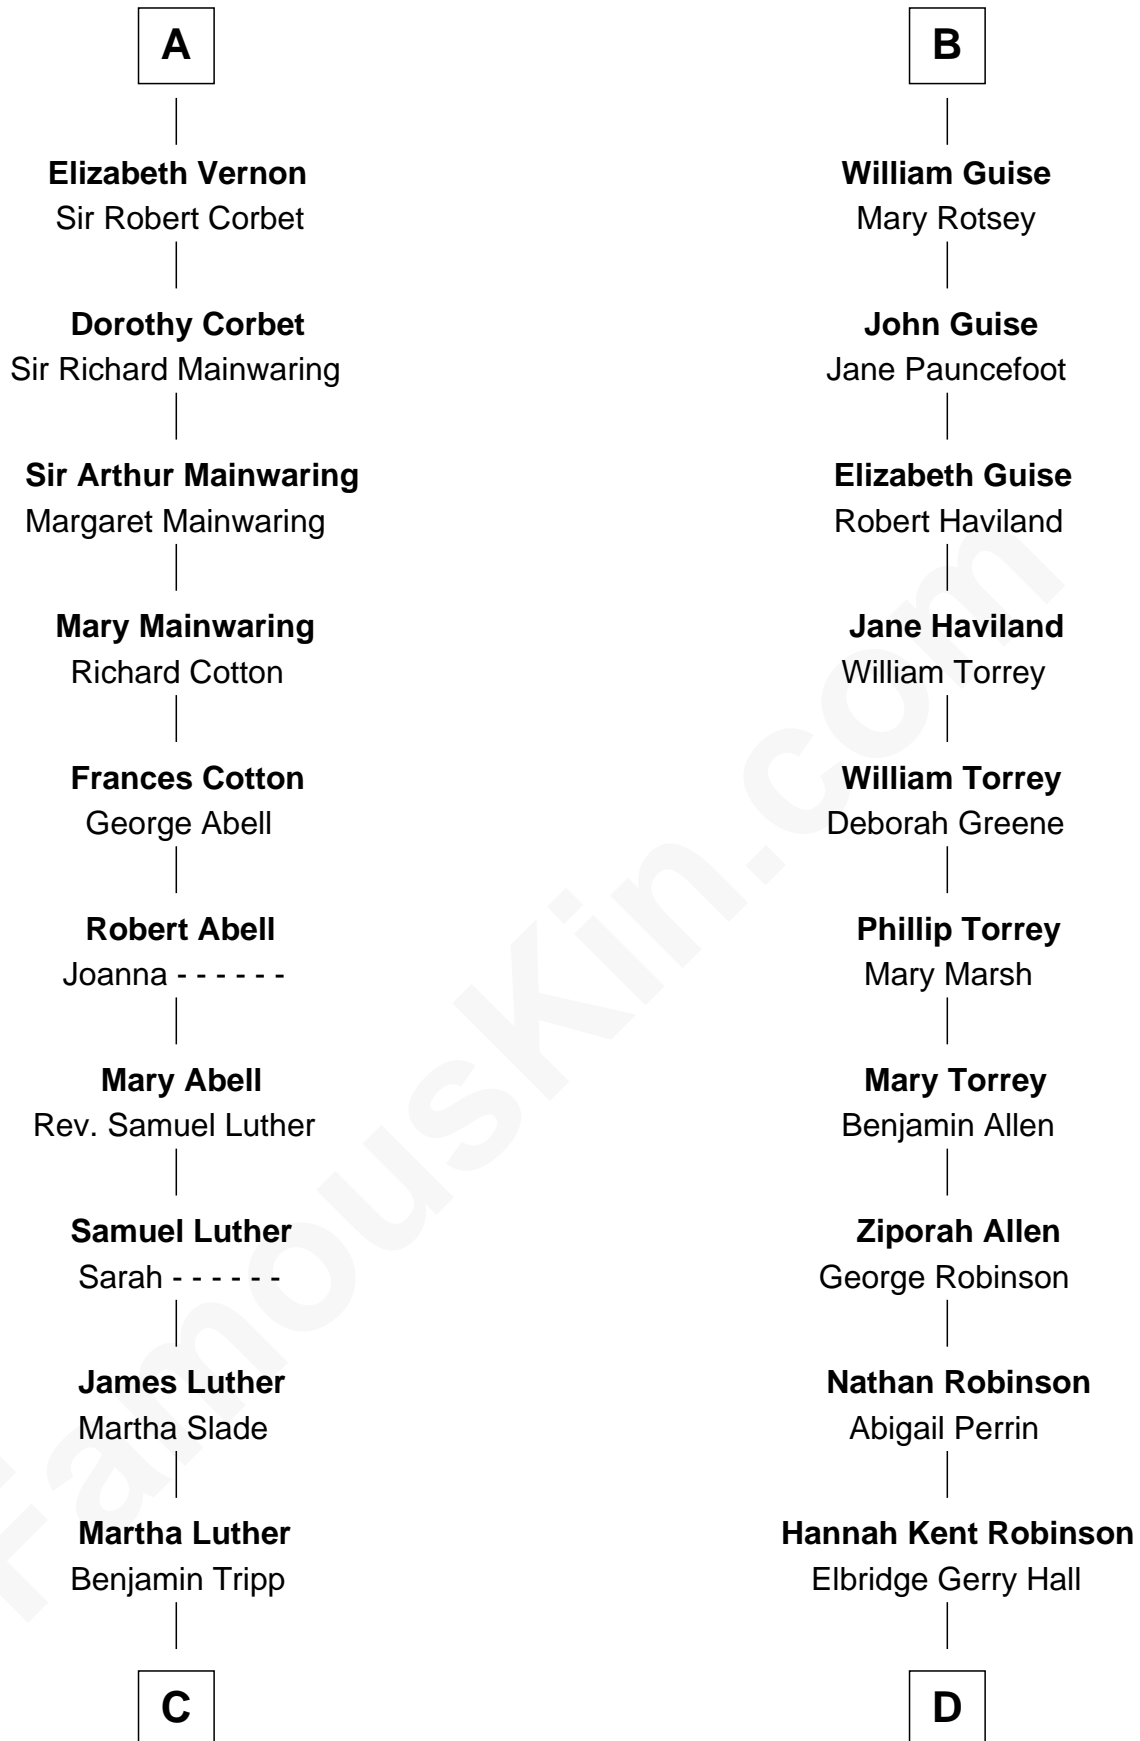 A
Elizabeth Vernon
Sir Robert Corbet
Dorothy Corbet
Sir Richard Mainwaring
Sir Arthur Mainwaring
Margaret Mainwaring
Mary Mainwaring
Richard Cotton
Frances Cotton
George Abell
Robert Abell
Joanna - - - - - -
Mary Abell
Rev. Samuel Luther
Samuel Luther
Sarah - - - - - -
James Luther
Martha Slade
Martha Luther
Benjamin Tripp
C
B
William Guise
Mary Rotsey
John Guise
Jane Pauncefoot
Elizabeth Guise
Robert Haviland
Jane Haviland
William Torrey
William Torrey
Deborah Greene
Phillip Torrey
Mary Marsh
Mary Torrey
Benjamin Allen
Ziporah Allen
George Robinson
Nathan Robinson
Abigail Perrin
Hannah Kent Robinson
Elbridge Gerry Hall
D
FamousKin.com